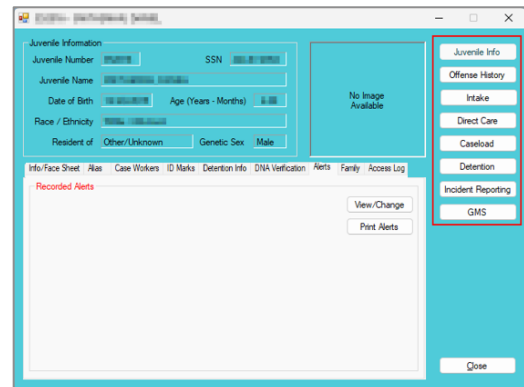 Juvenile Information
Juvenile Number SSN
Juvenile Name
Date of Birth Age (Years - Months)
Race / Ethnicity
Resident of Other/Unknown Genetic Sex Male
No Image
Available
Info/Face Sheet Alias Case Workers ID Marks Detention Info DNA Verification Alerts Family Access Log
Recorded Alerts
View/Change
Print Alerts
Juvenile Info
Offense History
Intake
Direct Care
Caseload
Detention
Incident Reporting
GMS
Close